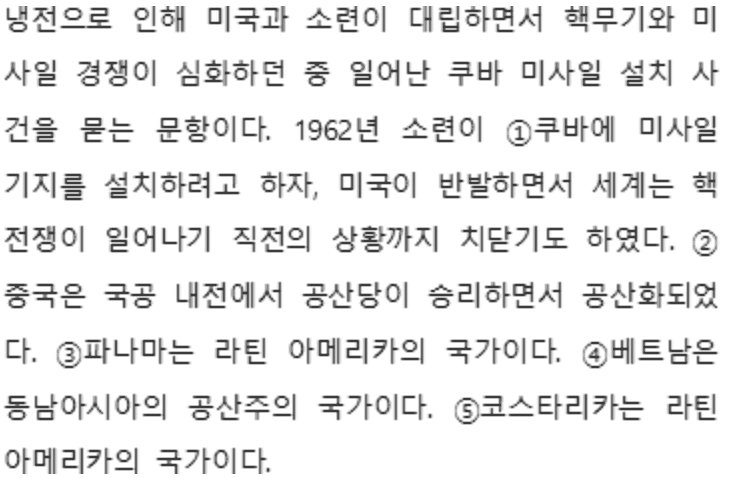 냉전으로 인해 미국과 소련이 대립하면서 핵무기와 미
사일 경쟁이 심화하던 중 일어난 쿠바 미사일 설치 사
건을 묻는 문항이다. 1962년 소련이 ①쿠바에 미사일
기지를 설치하려고 하자, 미국이 반발하면서 세계는 핵
전쟁이 일어나기 직전의 상황까지 치닫기도 하였다. ②
중국은 국공 내전에서 공산당이 승리하면서 공산화되었
다. ③파나마는 라틴 아메리카의 국가이다. ④베트남은
동남아시아의 공산주의 국가이다. ⑤코스타리카는 라틴
아메리카의 국가이다.